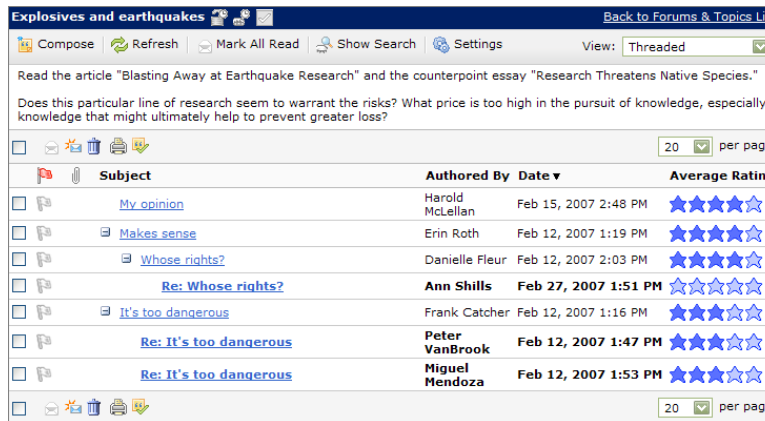 Explosives and earthquakes Back to Forums & Topics Li
Compose Refresh Mark All Read Show Search Settings View: Threaded
Read the article "Blasting Away at Earthquake Research" and the counterpoint essay "Research Threatens Native Species."
Does this particular line of research seem to warrant the risks? What price is too high in the pursuit of knowledge, especially
knowledge that might ultimately help to prevent greater loss?
20 per pag
Subject Authored By Date Average Ratin
My opinion Harold McLellan Feb 15, 2007 2:48 PM
Makes sense Erin Roth Feb 12, 2007 1:19 PM
Whose rights? Danielle Fleur Feb 12, 2007 2:03 PM
Re: Whose rights? Ann Shills Feb 27, 2007 1:51 PM
It's too dangerous Frank Catcher Feb 12, 2007 1:16 PM
Re: It's too dangerous Peter VanBrook Feb 12, 2007 1:47 PM
Re: It's too dangerous Miguel Mendoza Feb 12, 2007 1:53 PM
20 per pag